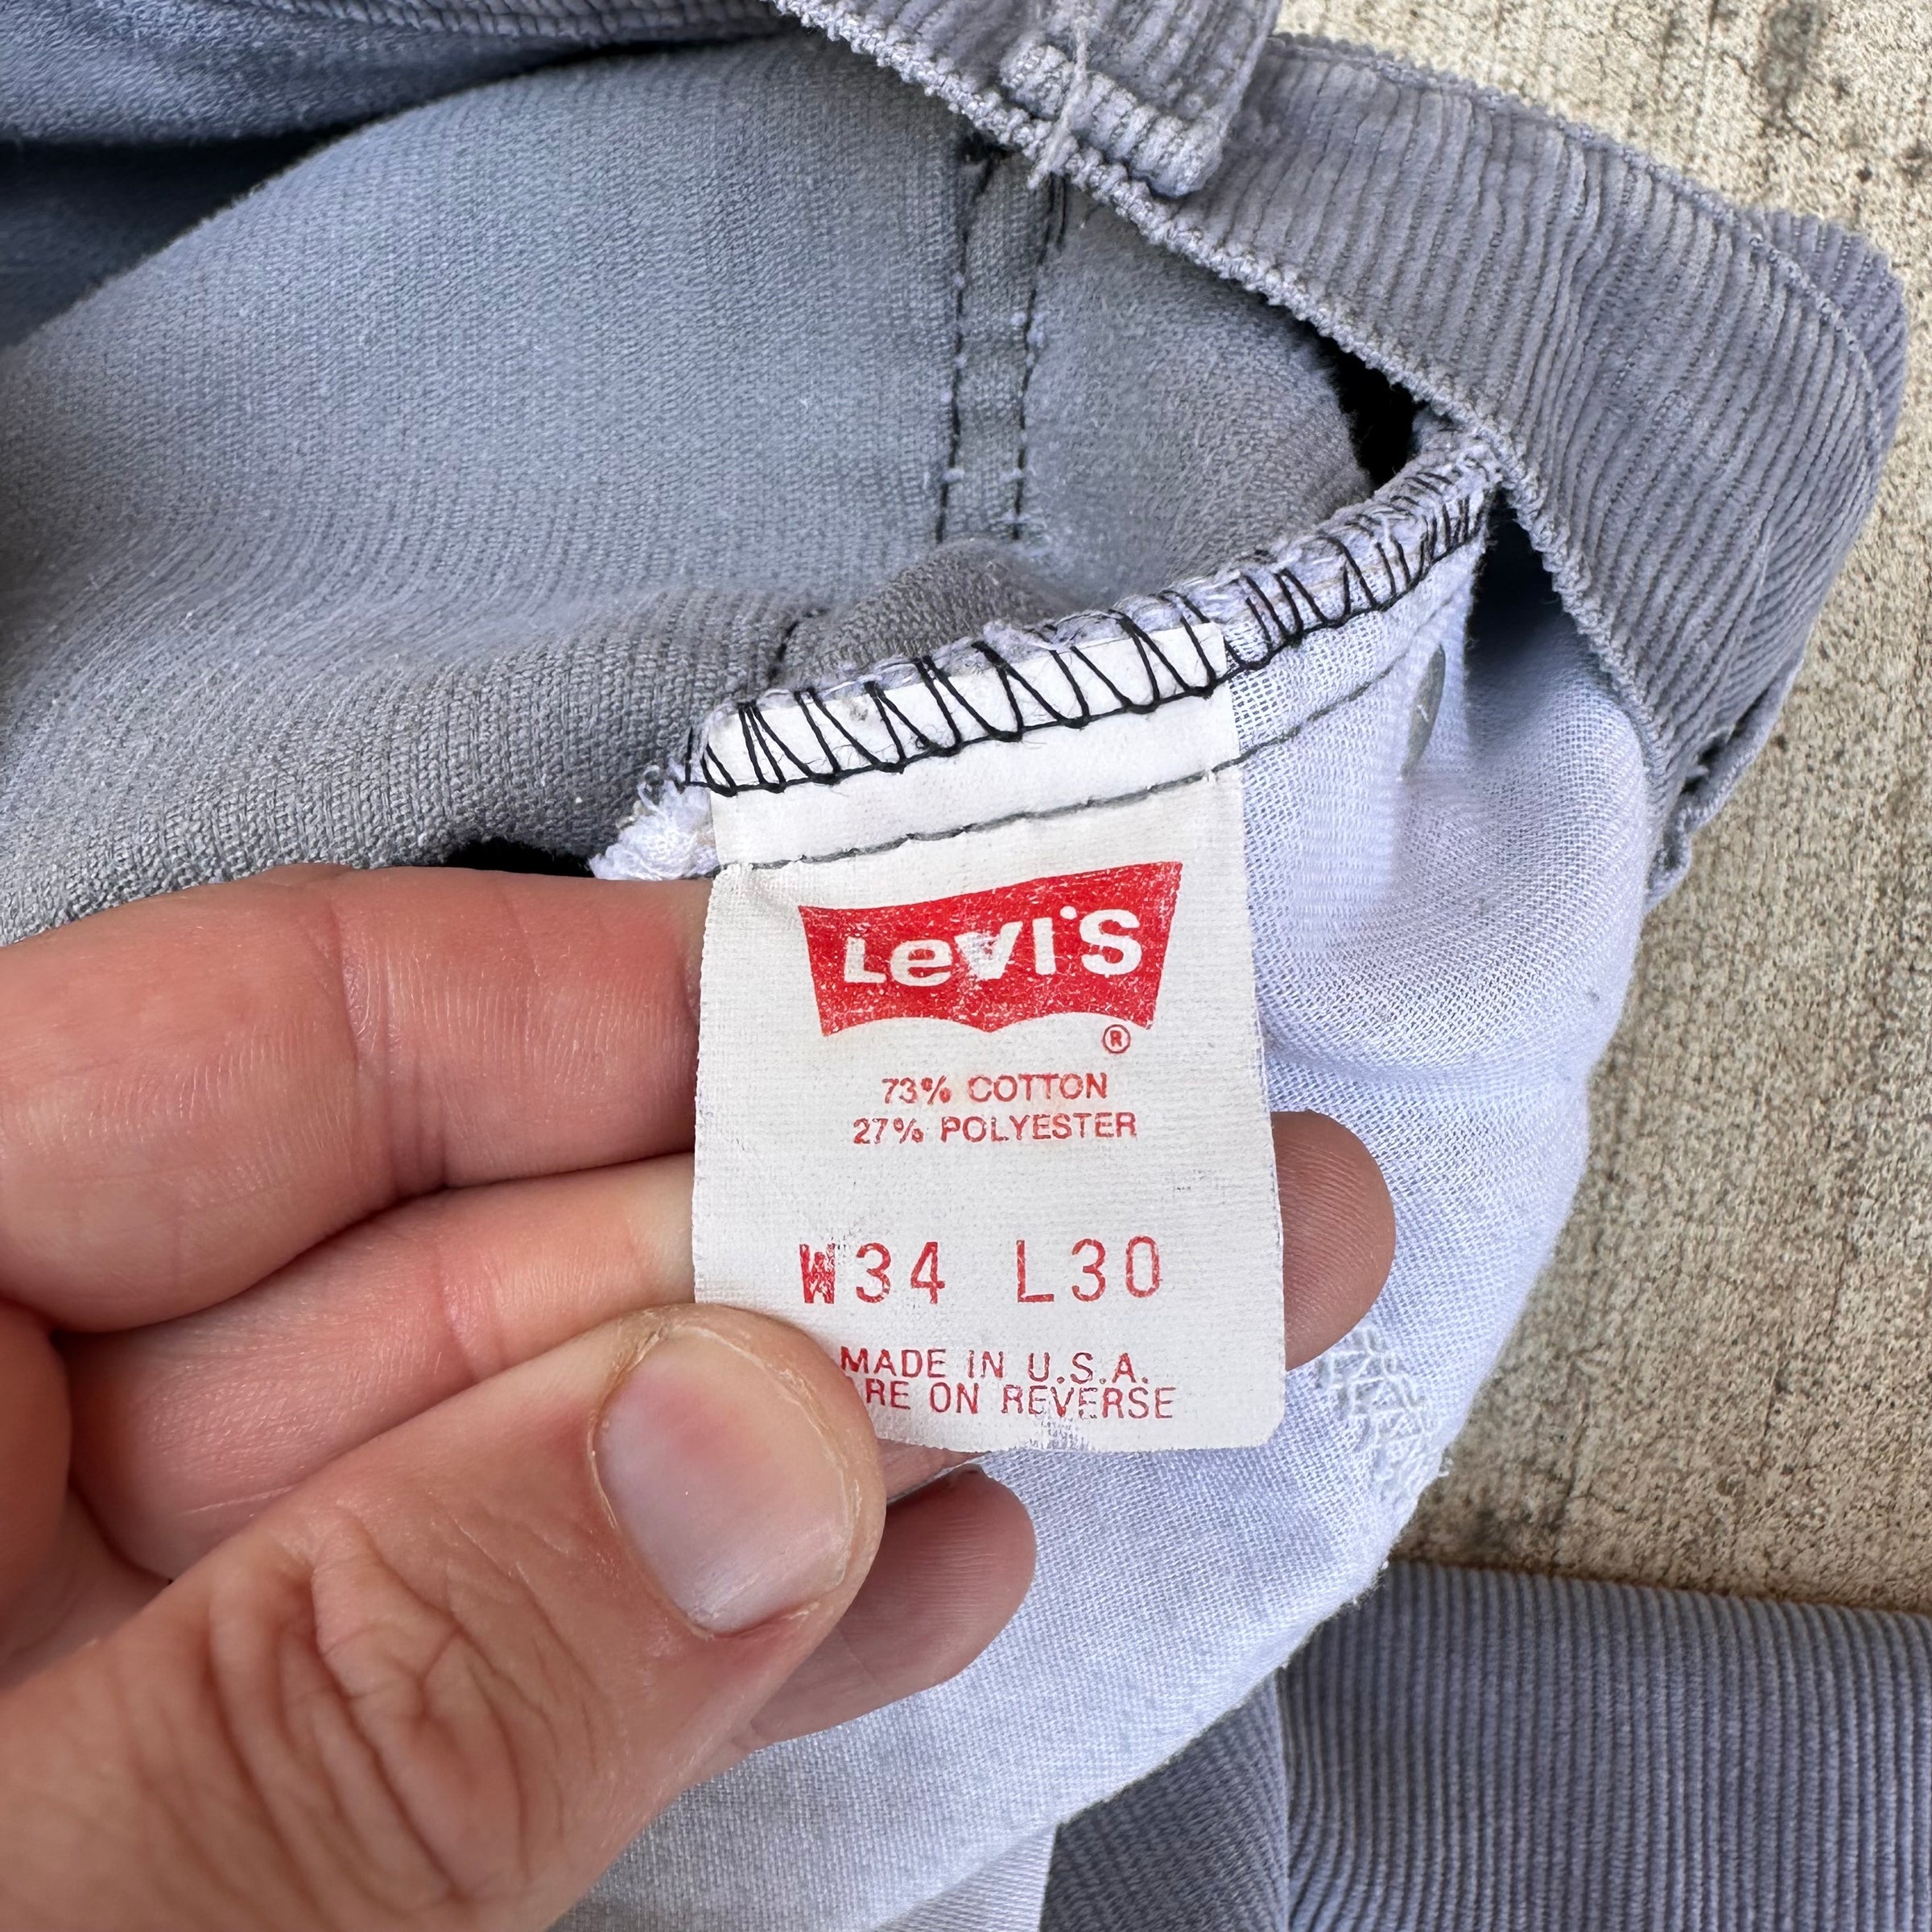 Levi's
®
73% COTTON
27% POLYESTER
W34 L30
MADE IN U.S.A.
ON REVERSE